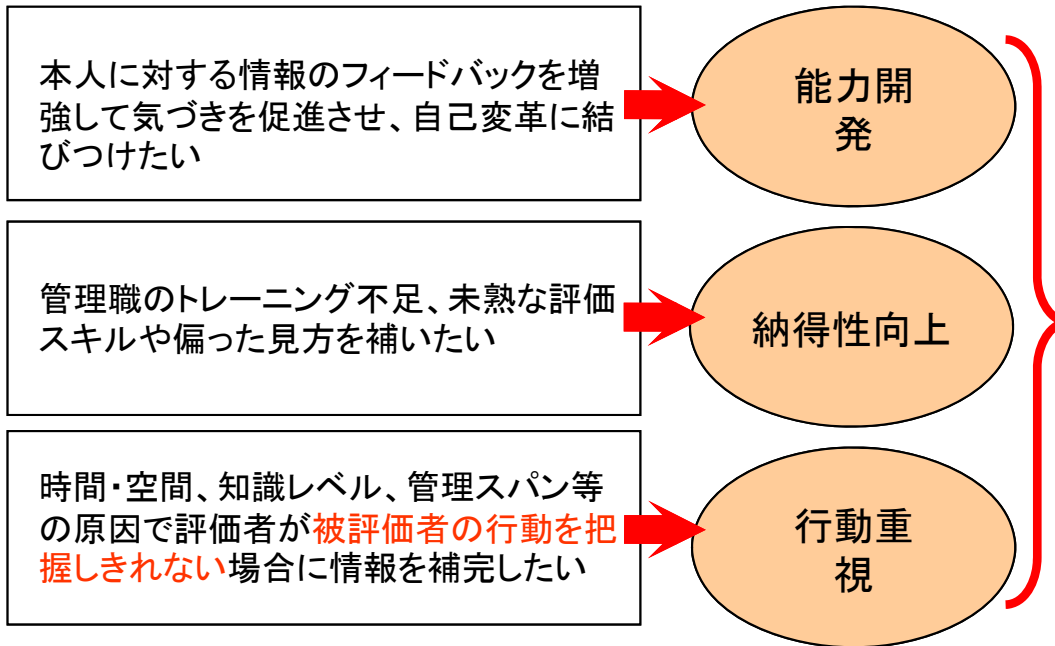 本人に対する情報のフィードバックを増
強して気づきを促進させ、自己変革に結
びつけたい
能力開
発
管理職のトレーニング不足、未熟な評価
スキルや偏った見方を補いたい
納得性向上
時間・空間、知識レベル、管理スパン等
の原因で評価者が被評価者の行動を把
握しきれない場合に情報を補完したい
行動重
視